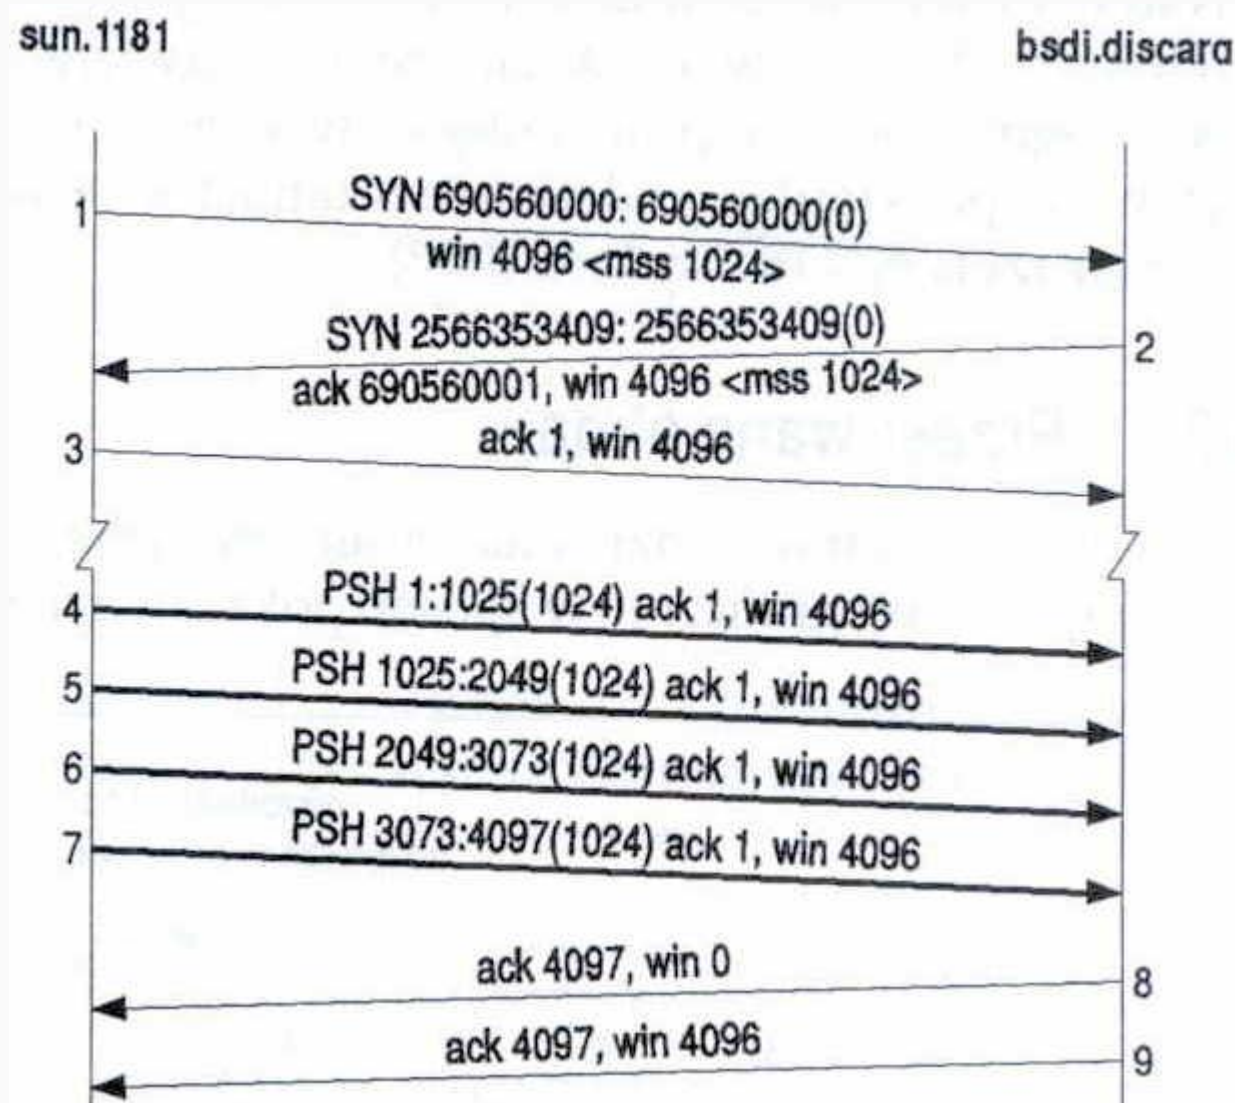 sun.1181
bsdi.discard
1
SYN 690560000: 690560000(0)
win 4096 <mss 1024>
SYN 2566353409: 2566353409(0)
2
ack 690560001, win 4096 <mss 1024>
3
ack 1, win 4096
4
PSH 1:1025(1024) ack 1, win 4096
5
PSH 1025:2049(1024) ack 1, win 4096
6
PSH 2049:3073(1024) ack 1, win 4096
7
PSH 3073:4097(1024) ack 1, win 4096
ack 4097, win 0
8
ack 4097, win 4096
9